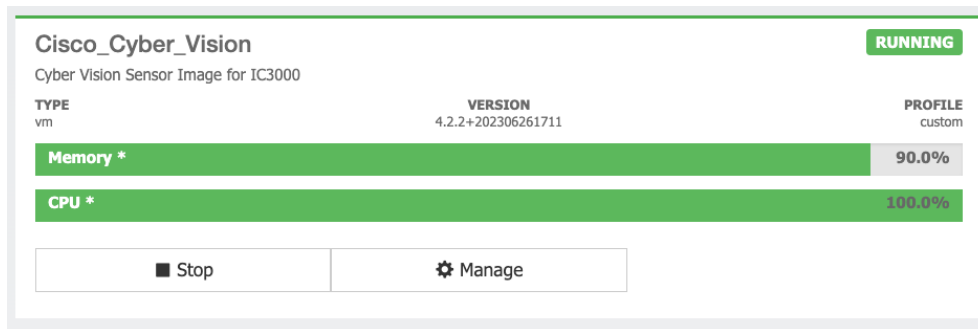 Cisco_Cyber_Vision
RUNNING
Cyber Vision Sensor Image for IC3000
TYPE VERSION PROFILE
vm 4.2.2+202306261711 custom
Memory * 90.0%
CPU * 100.0%
Stop Manage